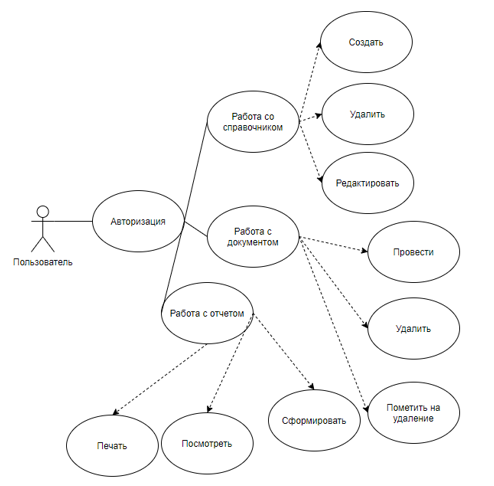 Создать
Работа со
справочником
Удалить
Редактировать
Авторизация
Работа с
документом
Пользователь
Провести
Работа с отчетом
Удалить
Пометить на
удаление
Сформировать
Печать
Посмотреть